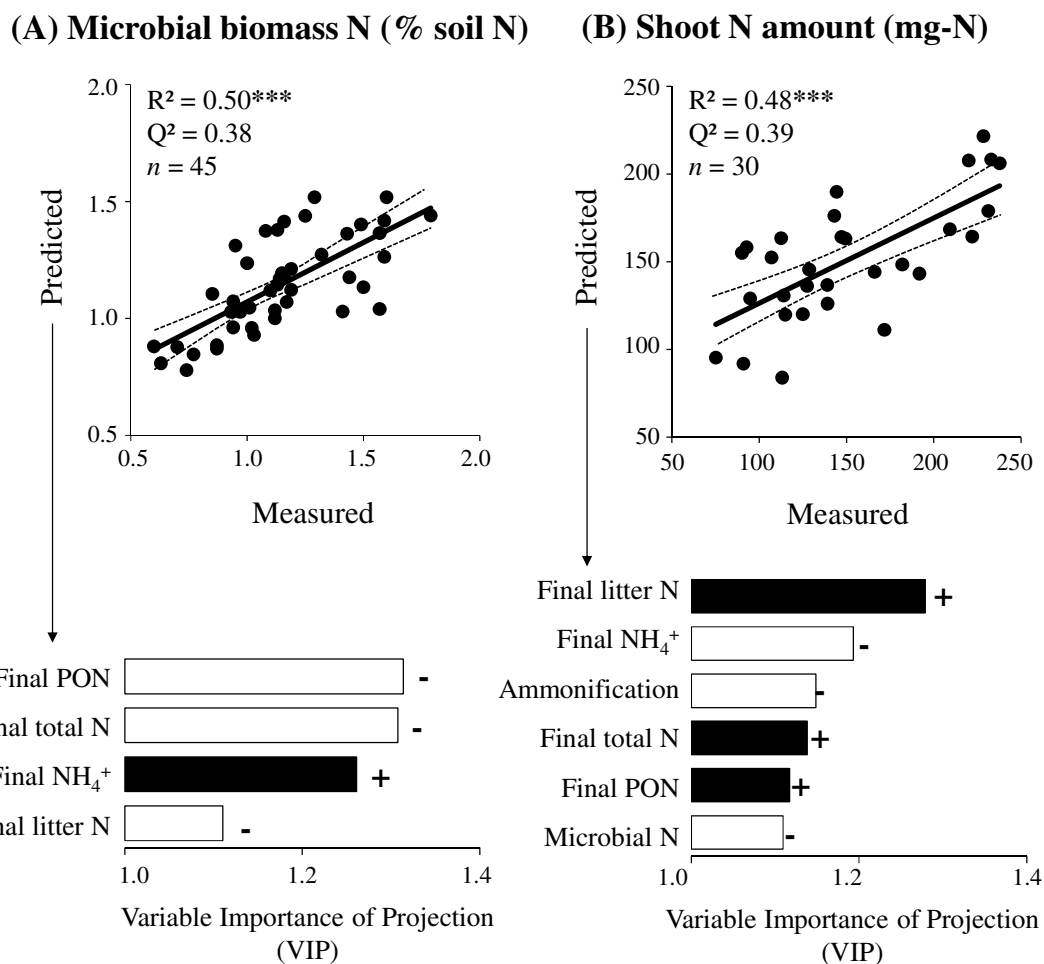 (A) Microbial biomass N (% soil N)
(B) Shoot N amount (mg-N)
R² = 0.50***
Q² = 0.38
n = 45
2.0
1.5
1.0
0.5
Predicted
0.5 1.0 1.5 2.0
Measured
R² = 0.48***
Q² = 0.39
n = 30
250
200
150
100
50
Predicted
50 100 150 200 250
Measured
Final PON -
nal total N -
Final NH₄⁺ +
nal litter N -
1.0 1.2 1.4
Variable Importance of Projection
(VIP)
Final litter N +
Final NH₄⁺ -
Ammonification -
Final total N +
Final PON +
Microbial N -
1.0 1.2 1.4
Variable Importance of Projection
(VIP)